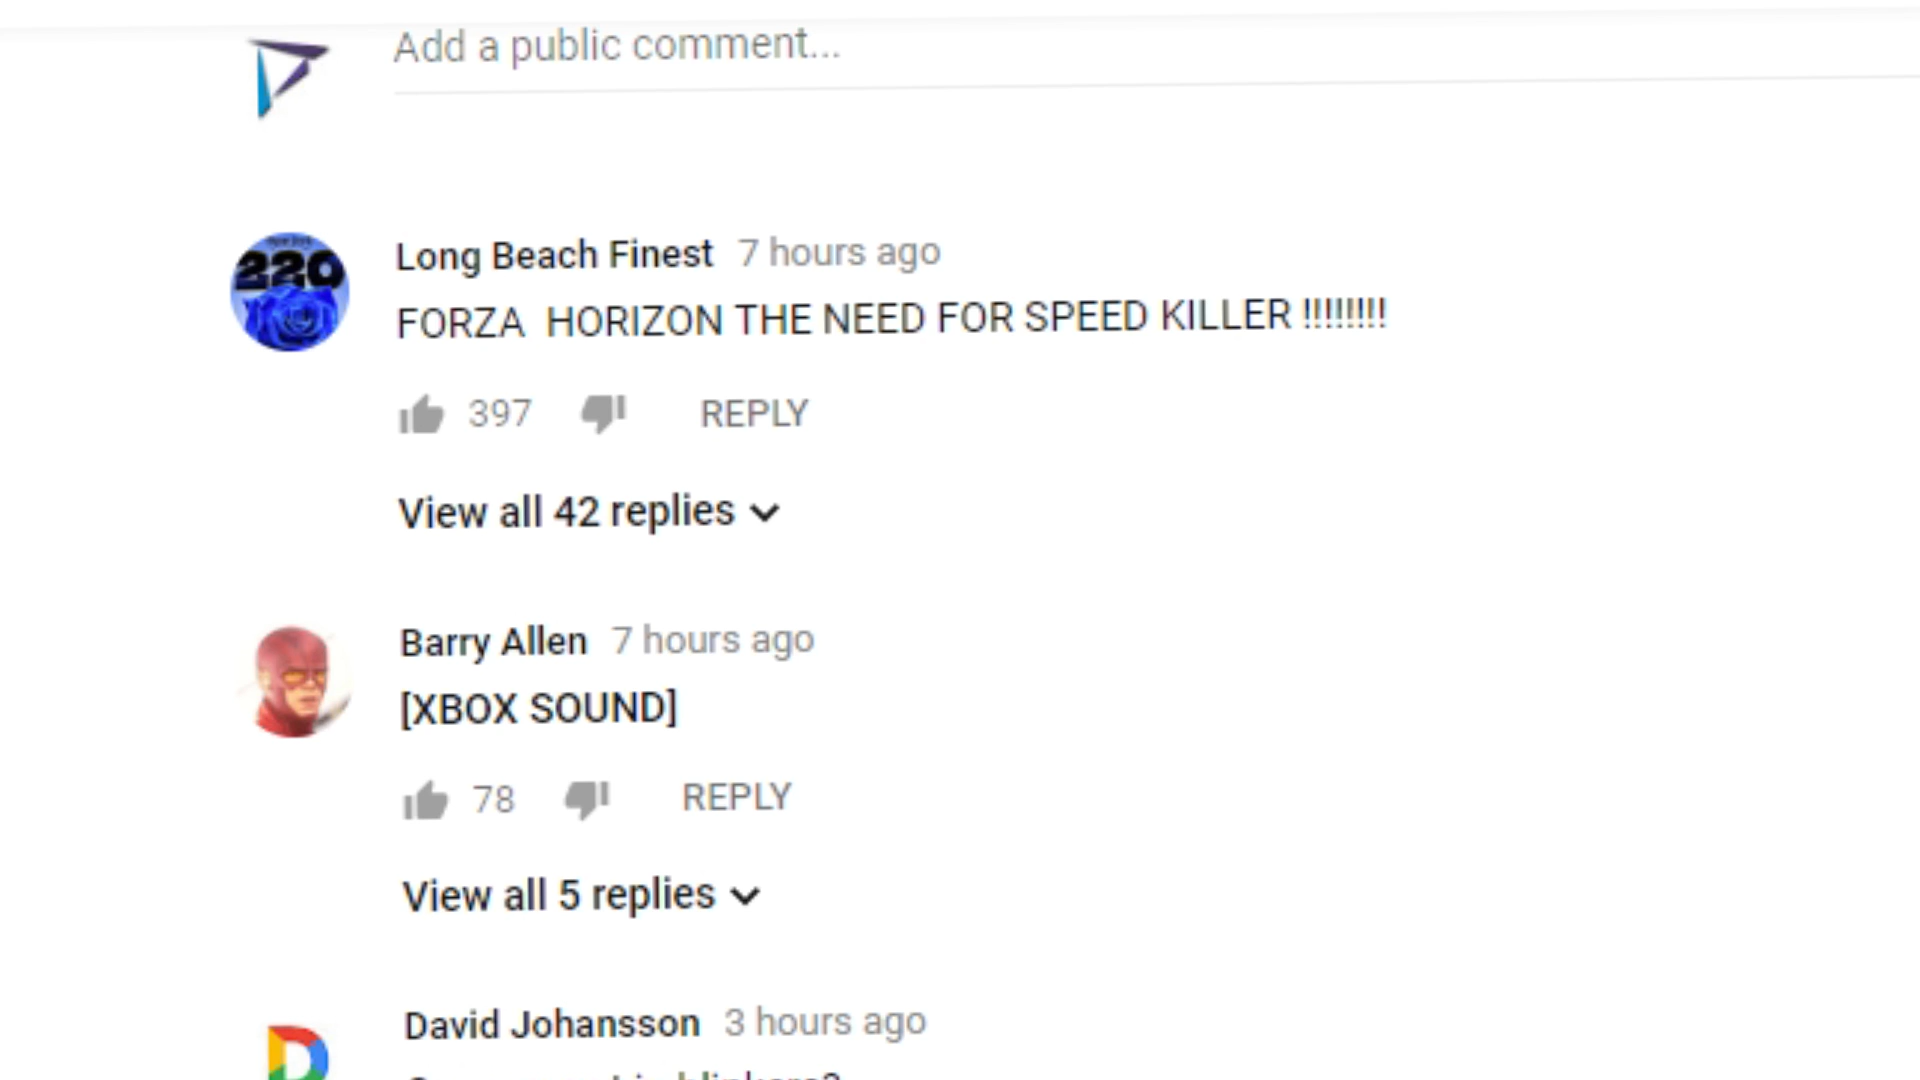 Add a public comment...
220
Long Beach Finest 7 hours ago
FORZA  HORIZON THE NEED FOR SPEED KILLER !!!!!!!!
397 REPLY
View all 42 replies
Barry Allen 7 hours ago
[XBOX SOUND]
78 REPLY
View all 5 replies
David Johansson 3 hours ago